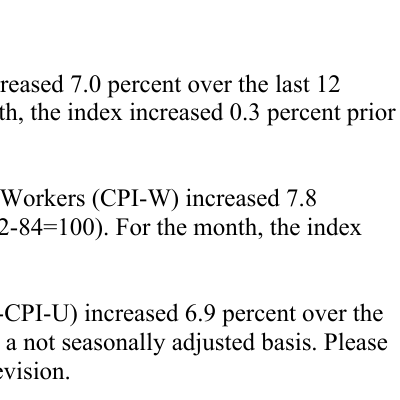 reased 7.0 percent over the last 12
th, the index increased 0.3 percent prior
Workers (CPI-W) increased 7.8
2-84=100). For the month, the index
-CPI-U) increased 6.9 percent over the
a not seasonally adjusted basis. Please
evision.